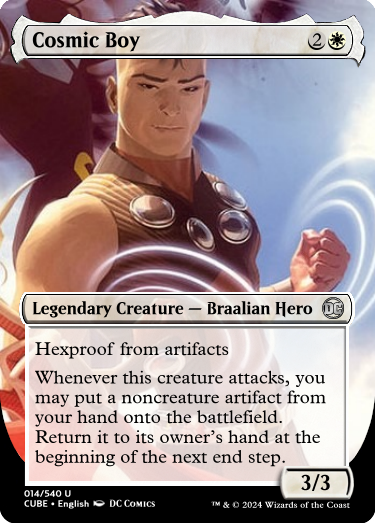 Cosmic Boy 2
Legendary Creature — Braalian Hero DC
Hexproof from artifacts
Whenever this creature attacks, you
may put a noncreature artifact from
your hand onto the battlefield.
Return it to its owner's hand at the
beginning of the next end step.
3/3
014/540 U
CUBE • English DC COMICS
™ & © 2024 Wizards of the Coast